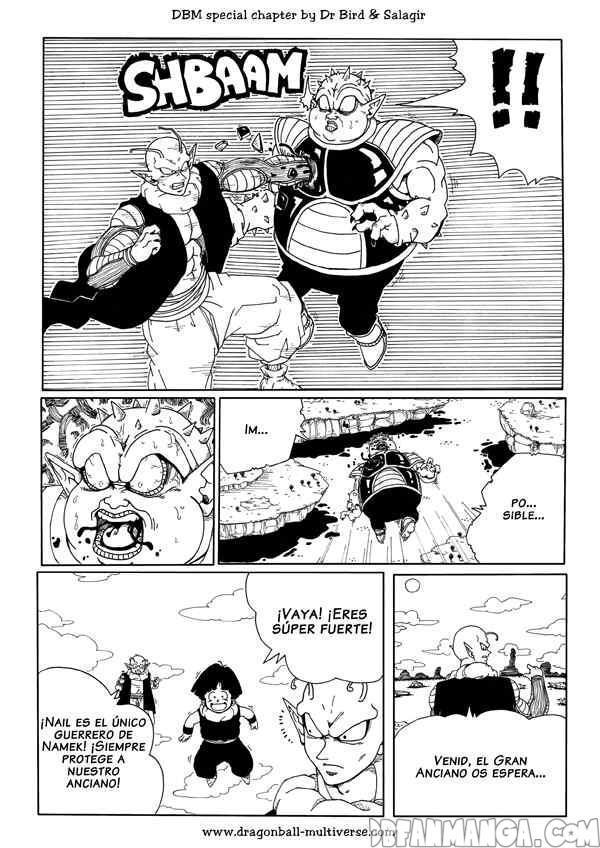 DBM special chapter by Dr Bird & Salagir
SHBAAM
!!
IM...
PO...
SIBLE...
¡VAYA! ¡ERES
SÚPER FUERTE!
¡NAIL ES EL ÚNICO
GUERRERO DE
NAMEK! ¡SIEMPRE
PROTEGE A
NUESTRO
ANCIANO!
VENID, EL GRAN
ANCIANO OS ESPERA...
www.dragonball-multiverse.com
DBFANMANGA.COM